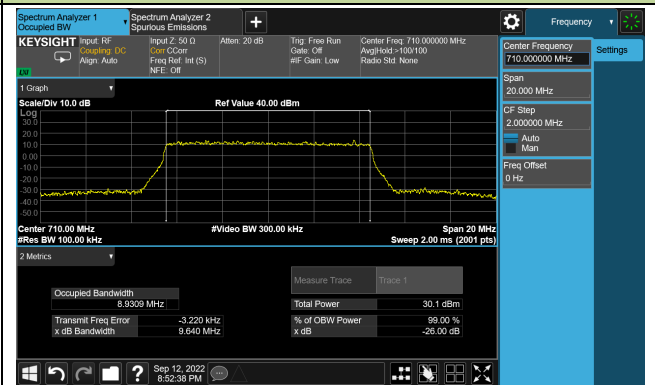 Spectrum Analyzer 1
Occupied BW
Spectrum Analyzer 2
Spurious Emissions
Frequency
KEYSIGHT
Input: RF
Coupling: DC
Align: Auto
Input Z: 50 Ω
Corr CCorr
Freq Ref: Int (S)
NFE: Off
Atten: 20 dB
Trig: Free Run
Gate: Off
#IF Gain: Low
Center Freq: 710.000000 MHz
Avg|Hold:>100/100
Radio Std: None
LXI
Center Frequency
710.000000 MHz
Settings
Span
20.000 MHz
CF Step
2.000000 MHz
Auto
Man
Freq Offset
0 Hz
1 Graph
Scale/Div 10.0 dB
Ref Value 40.00 dBm
Log
30.0
20.0
10.0
0.00
-10.0
-20.0
-30.0
-40.0
-50.0
Center 710.00 MHz
#Video BW 300.00 kHz
Span 20 MHz
#Res BW 100.00 kHz
Sweep 2.00 ms (2001 pts)
2 Metrics
Measure Trace
Trace 1
Occupied Bandwidth
8.9309 MHz
Total Power
30.1 dBm
Transmit Freq Error
-3.220 kHz
% of OBW Power
99.00 %
x dB Bandwidth
9.640 MHz
x dB
-26.00 dB
?
Sep 12, 2022
8:52:38 PM